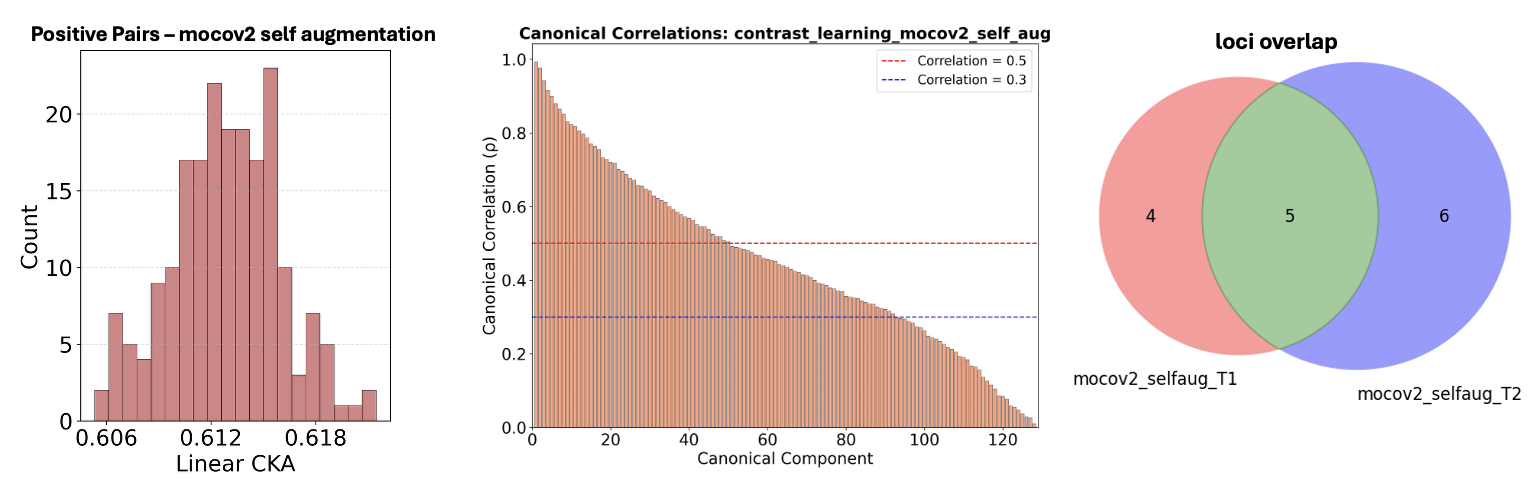 Positive Pairs – mocov2 self augmentation
20
15
10
5
0
Count
0.606 0.612 0.618
Linear CKA
Canonical Correlations: contrast_learning_mocov2_self_aug
Correlation = 0.5
Correlation = 0.3
1.0
0.8
0.6
0.4
0.2
0.0
Canonical Correlation (ρ)
0 20 40 60 80 100 120
Canonical Component
loci overlap
4 5 6
mocov2_selfaug_T1
mocov2_selfaug_T2